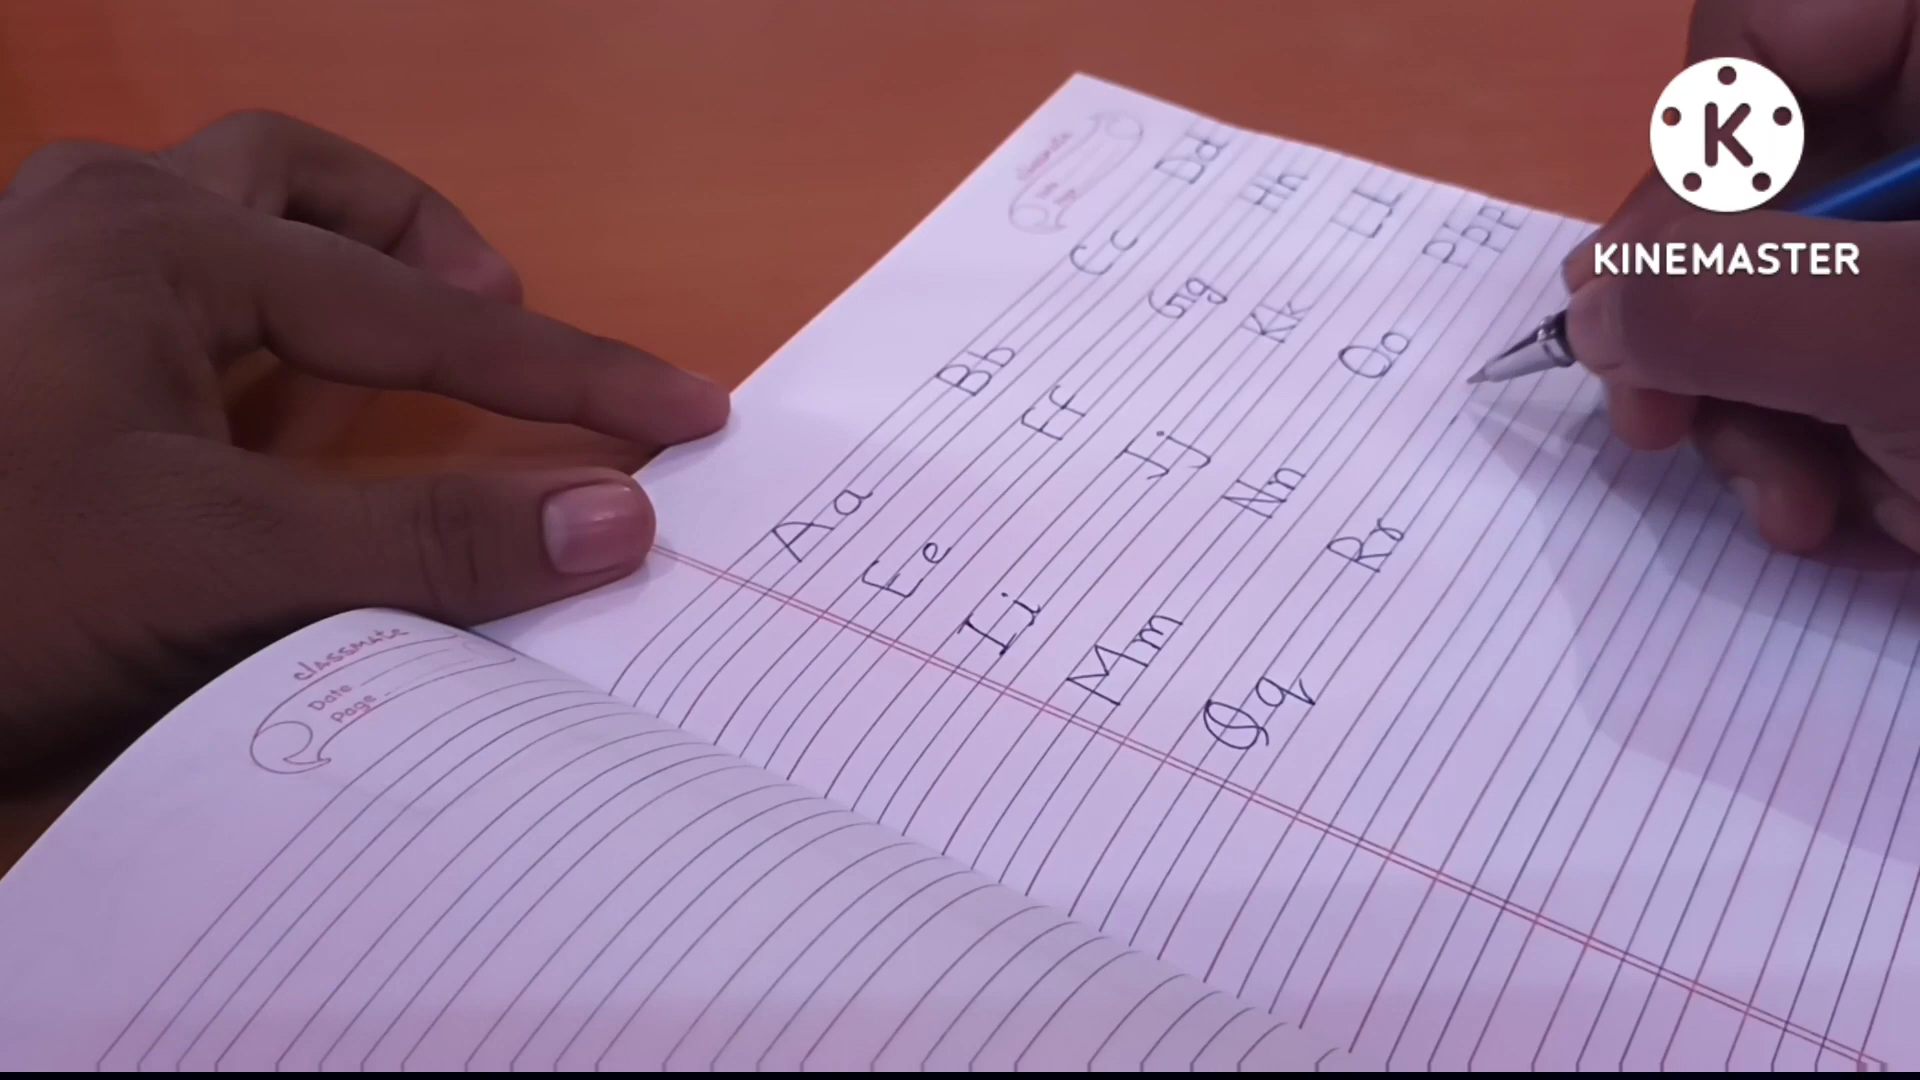 Aa Bb Cc Dd
Ee Ff Gg Hh
Ii Jj Kk Ll
Mm Nn Oo Pp p
Qq Rr
classmate
Date
Page
K
KINEMASTER